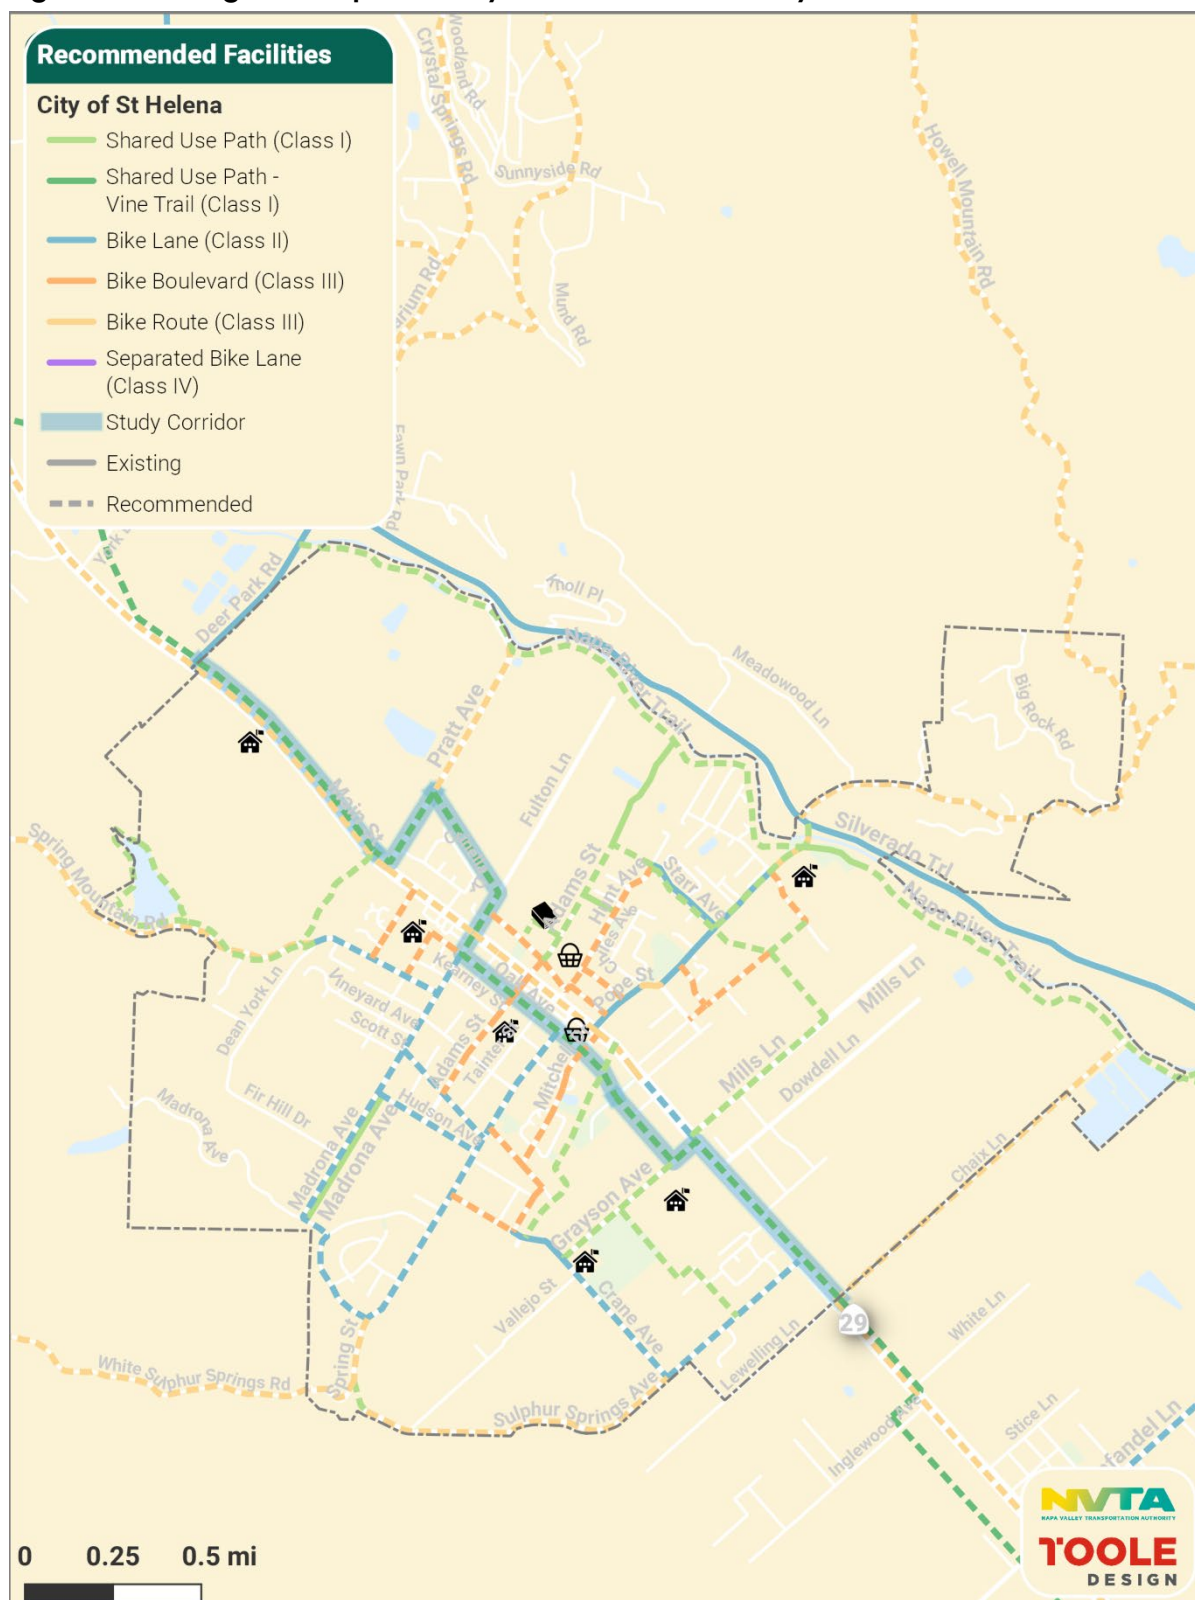 Recommended Facilities
City of St Helena
Shared Use Path (Class I)
Shared Use Path -
Vine Trail (Class I)
Bike Lane (Class II)
Bike Boulevard (Class III)
Bike Route (Class III)
Separated Bike Lane
(Class IV)
Study Corridor
Existing
Recommended
Woodland Rd
Crystal Springs Rd
Sunnyside Rd
Howell Mountain Rd
Mund Rd
Fawn Park Rd
York
Deer Park Rd
Knoll Pl
Napa River Trail
Meadowood Ln
Big Rock Rd
Pratt Ave
Fulton Ln
Main St
Silverado Trl
Spring Mountain Rd
Adams St
Hunt Ave
Starr Ave
Napa River Trail
Pope St
Oak Ave
Kearney St
Mills Ln
Dean York Ln
Vineyard Ave
Scott St
Adams St
Mills Ln
Dowdell Ln
Fir Hill Dr
Hudson Ave
Madrona Ave
Madrona Ave
Madrona Ave
Chaix Ln
Grayson Ave
Vallejo St
Crane Ave
29
White Ln
Lewelling Ln
Spring St
White Sulphur Springs Rd
Sulphur Springs Ave
Inglewood Ave
Stice Ln
0 0.25 0.5 mi
NVTA
NAPA VALLEY TRANSPORTATION AUTHORITY
TOOLE
DESIGN